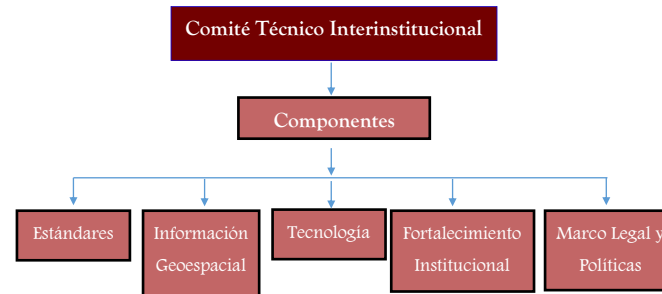 Comité Técnico Interinstitucional
Componentes
Estándares
Información
Geoespacial
Tecnología
Fortalecimiento
Institucional
Marco Legal y
Políticas